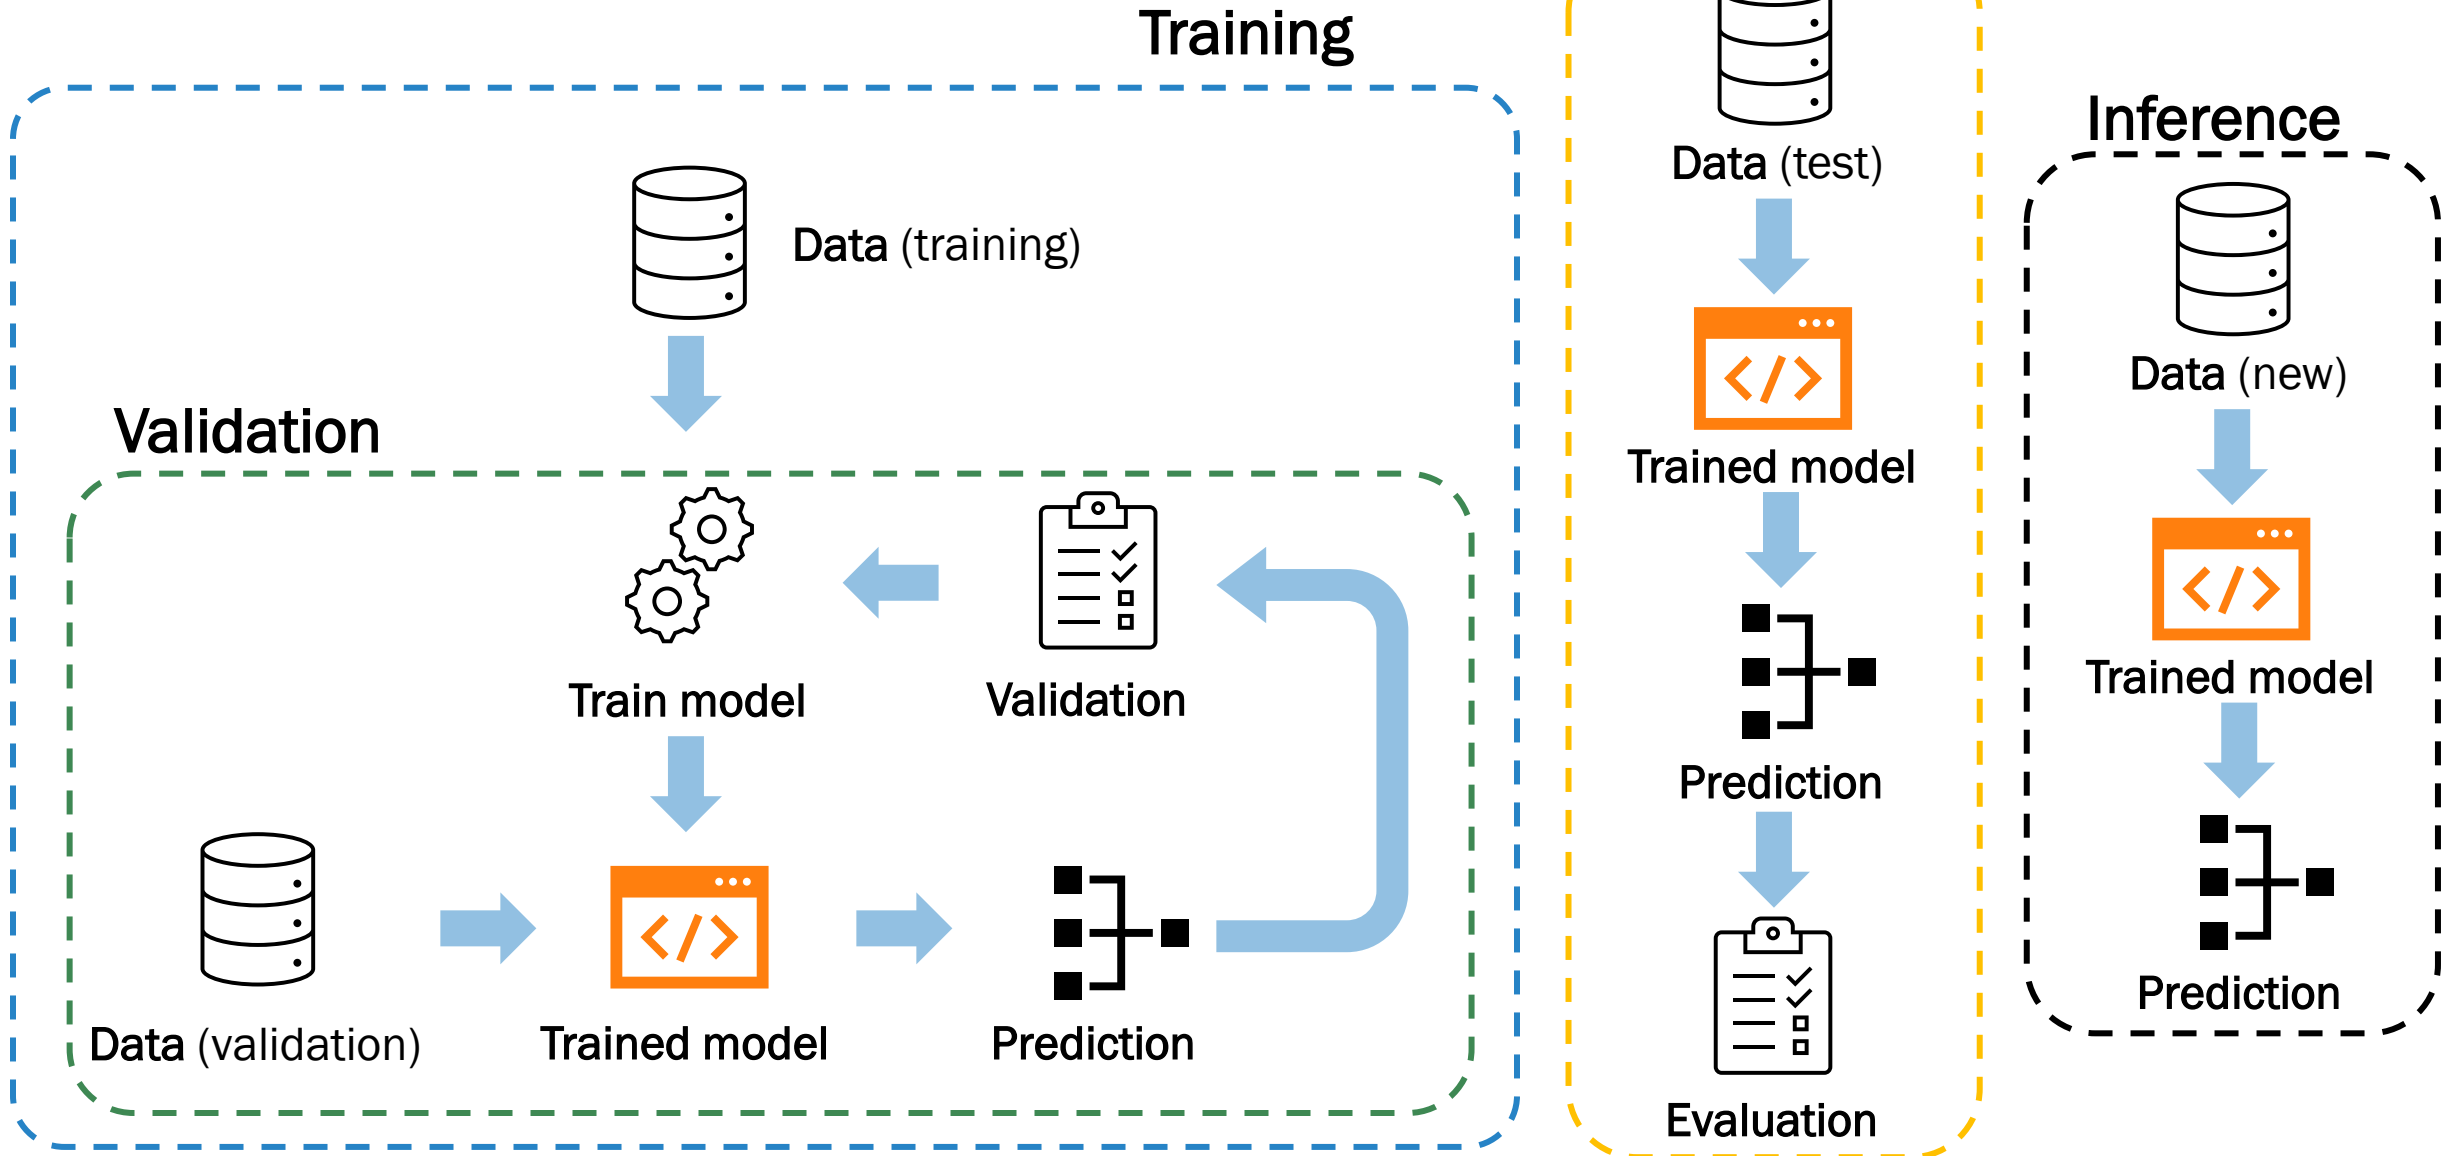 Training
Data (training)
Validation
Train model
Validation
Data (validation)
Trained model
Prediction
Data (test)
Trained model
Prediction
Evaluation
Inference
Data (new)
Trained model
Prediction